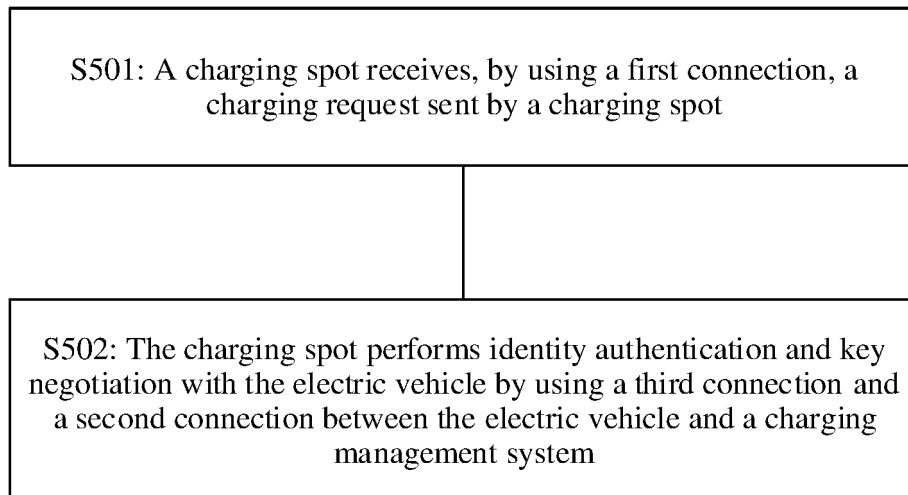 S501: A charging spot receives, by using a first connection, a
charging request sent by a charging spot
S502: The charging spot performs identity authentication and key
negotiation with the electric vehicle by using a third connection and
a second connection between the electric vehicle and a charging
management system